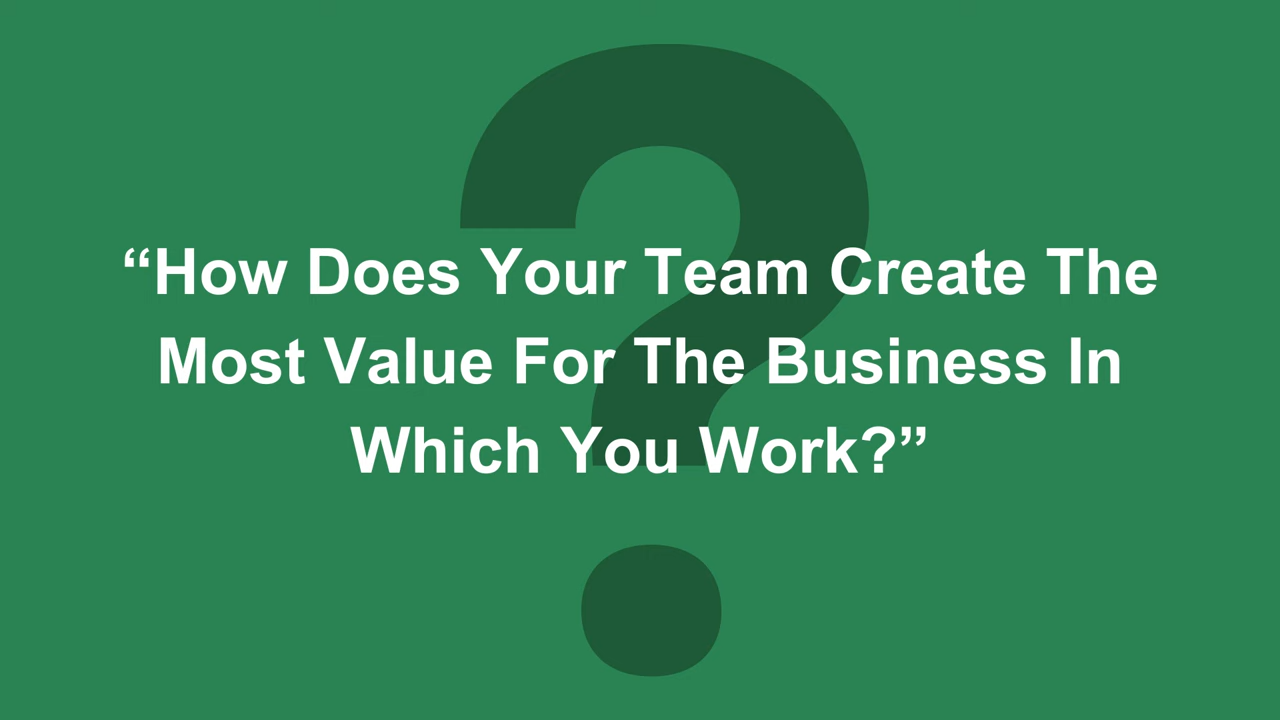 “How Does Your Team Create The
Most Value For The Business In
Which You Work?”